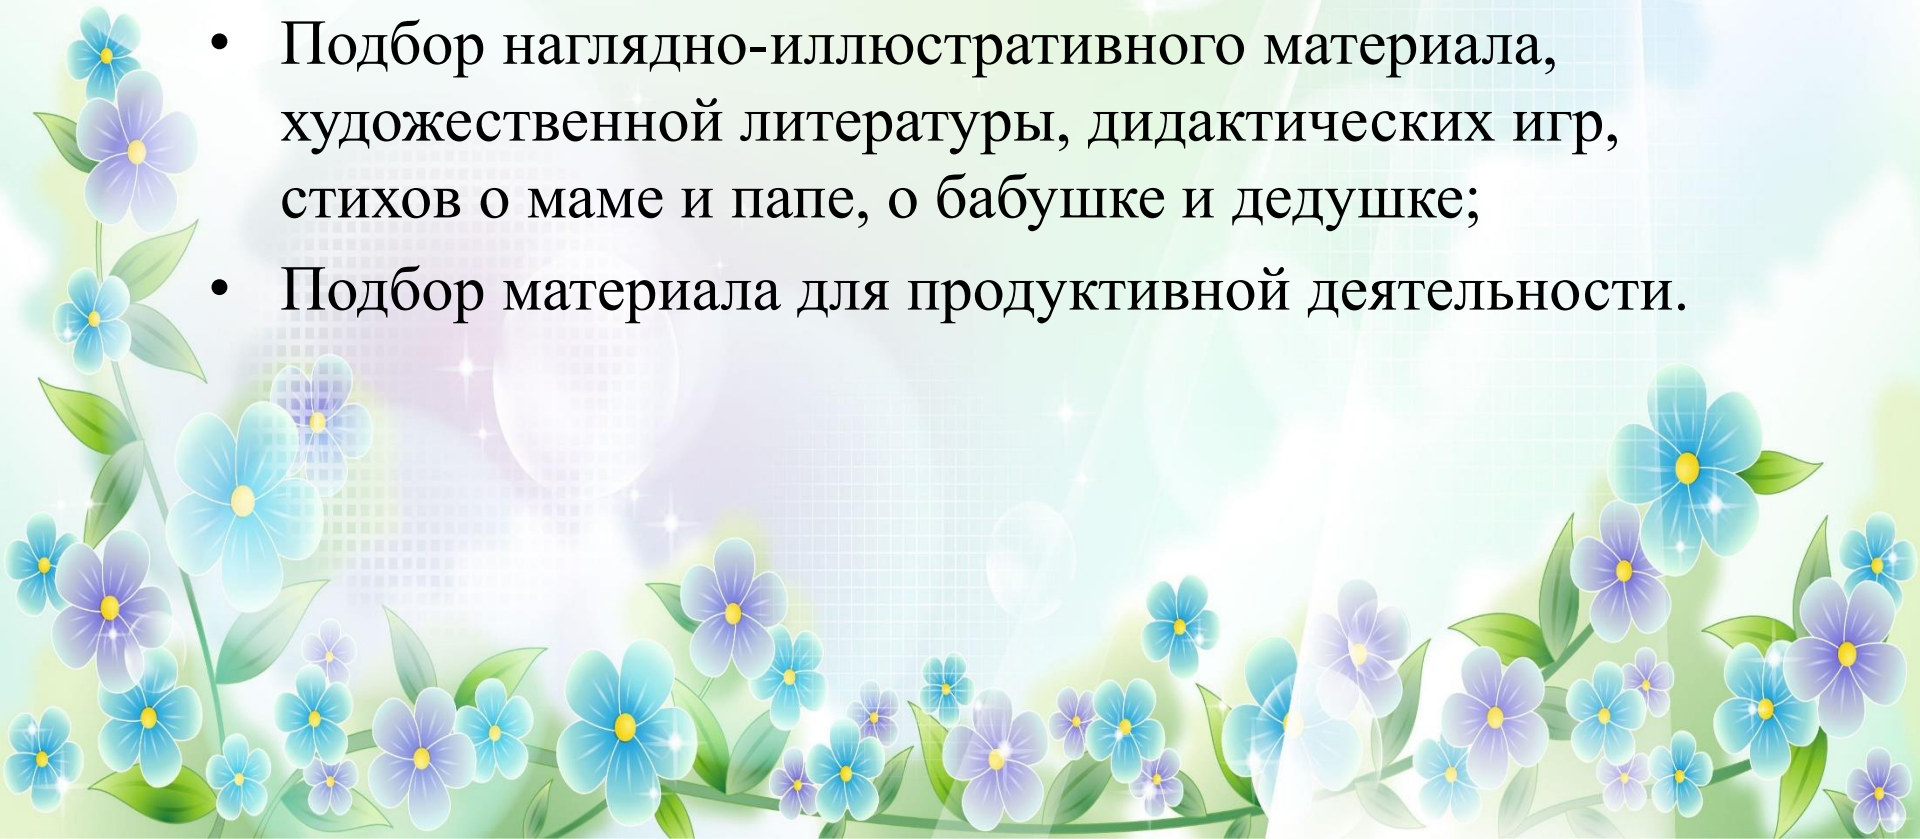 • Подбор наглядно-иллюстративного материала,
художественной литературы, дидактических игр,
стихов о маме и папе, о бабушке и дедушке;
• Подбор материала для продуктивной деятельности.